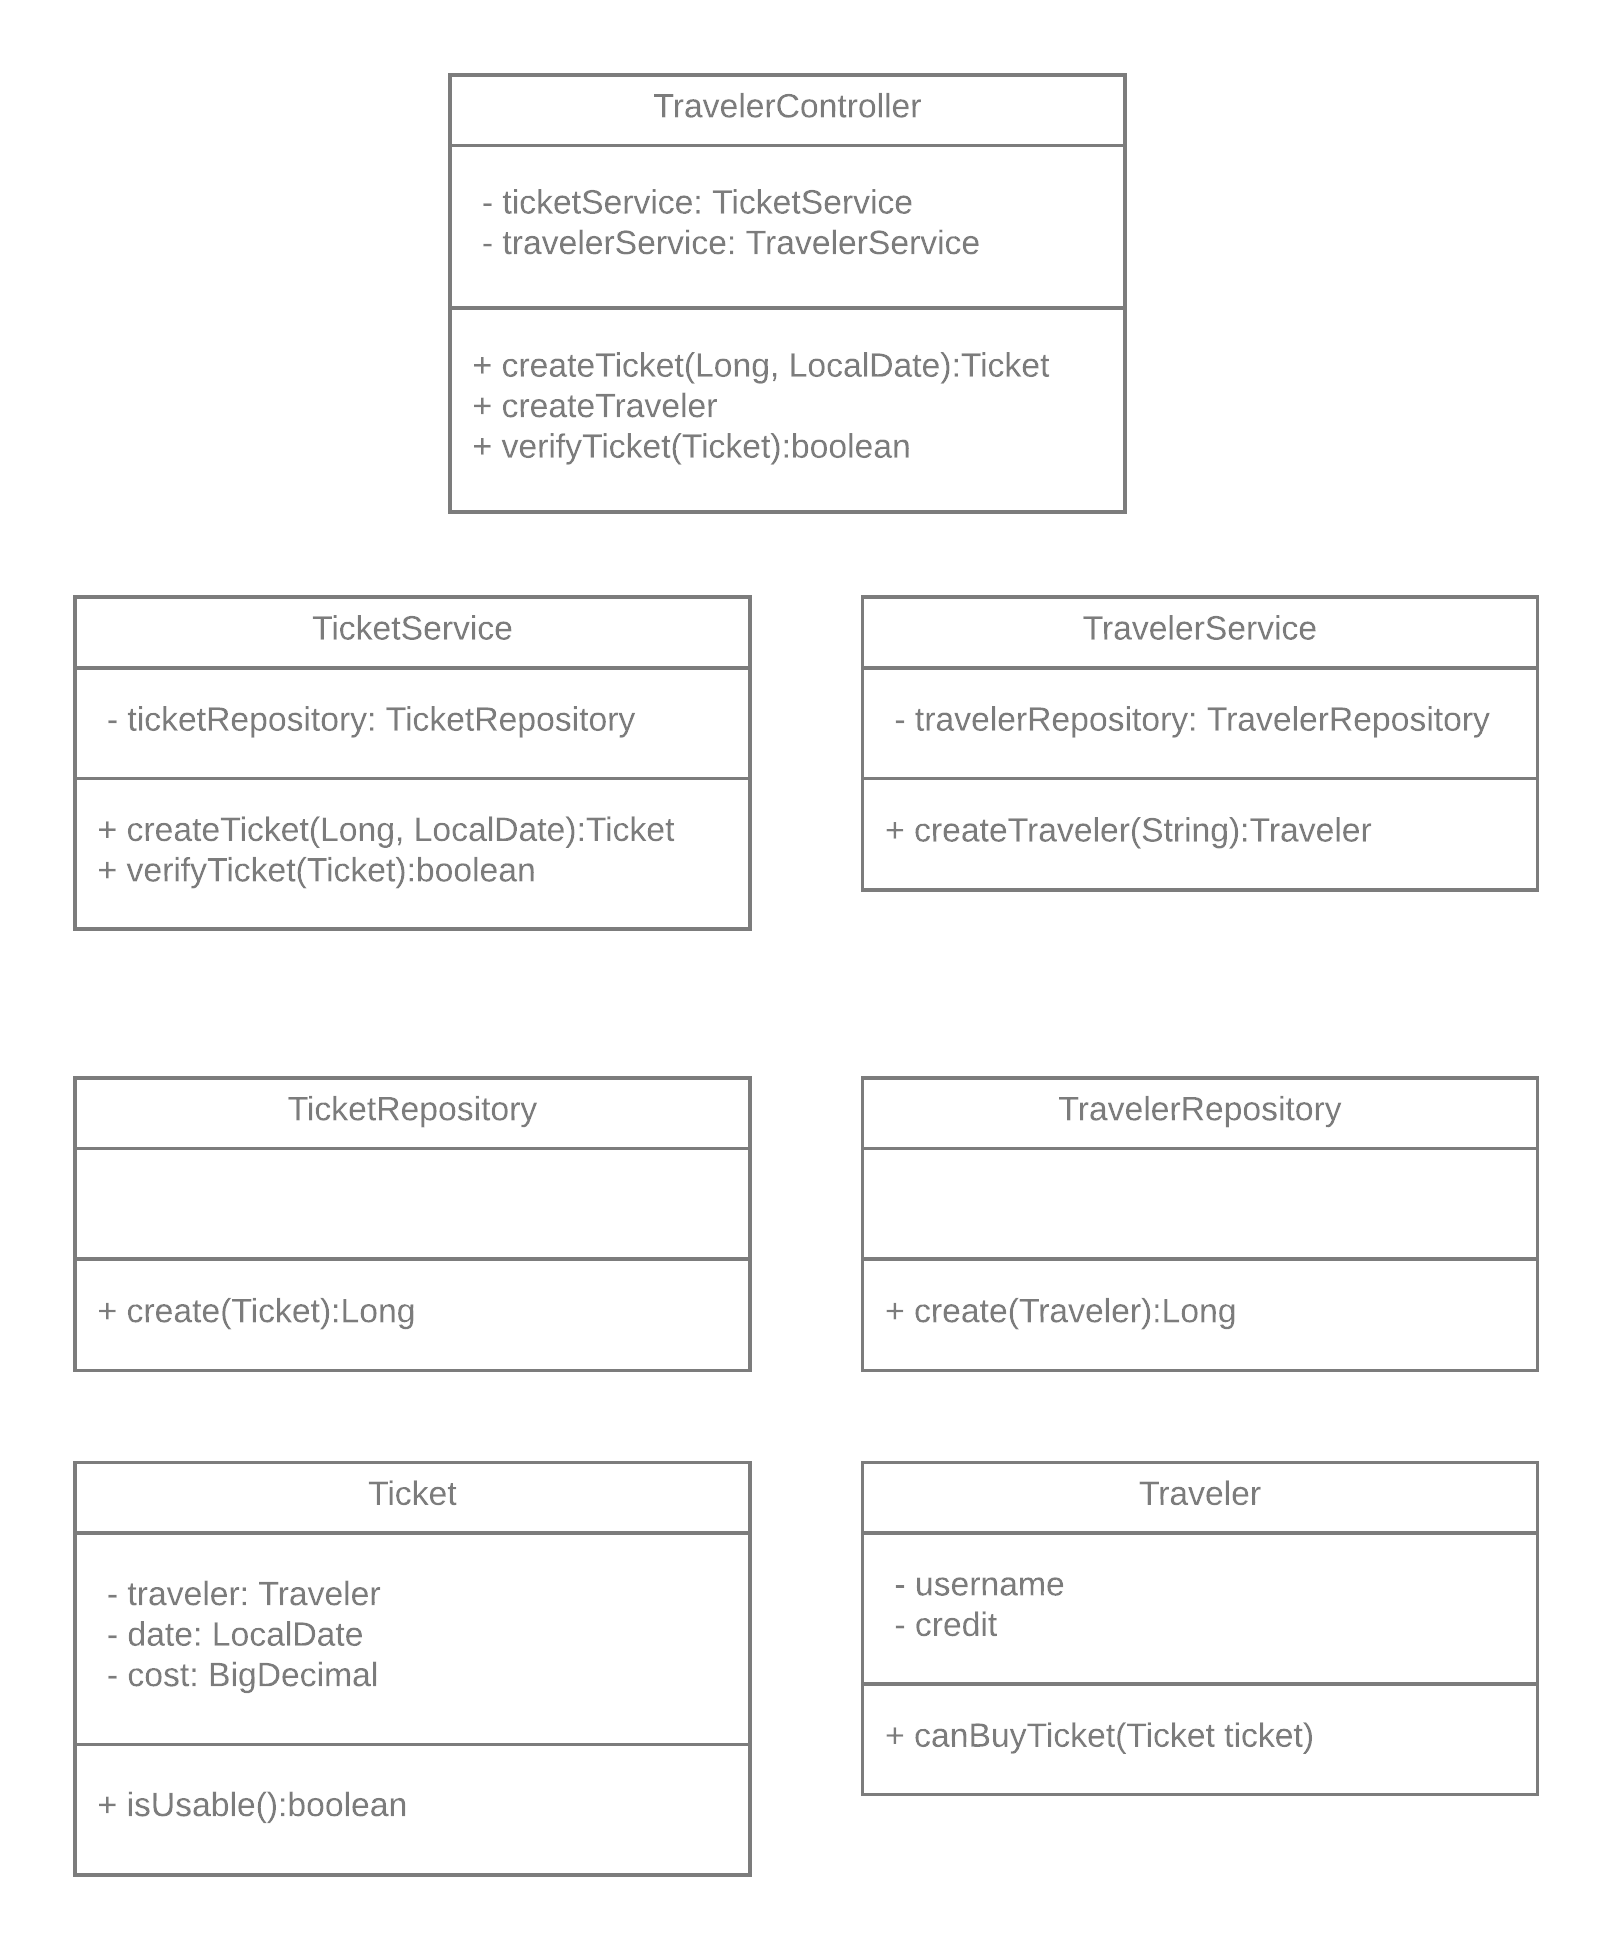 TravelerController
- ticketService: TicketService
- travelerService: TravelerService
+ createTicket(Long, LocalDate):Ticket
+ createTraveler
+ verifyTicket(Ticket):boolean
TicketService
- ticketRepository: TicketRepository
+ createTicket(Long, LocalDate):Ticket
+ verifyTicket(Ticket):boolean
TravelerService
- travelerRepository: TravelerRepository
+ createTraveler(String):Traveler
TicketRepository
+ create(Ticket):Long
TravelerRepository
+ create(Traveler):Long
Ticket
- traveler: Traveler
- date: LocalDate
- cost: BigDecimal
+ isUsable():boolean
Traveler
- username
- credit
+ canBuyTicket(Ticket ticket)